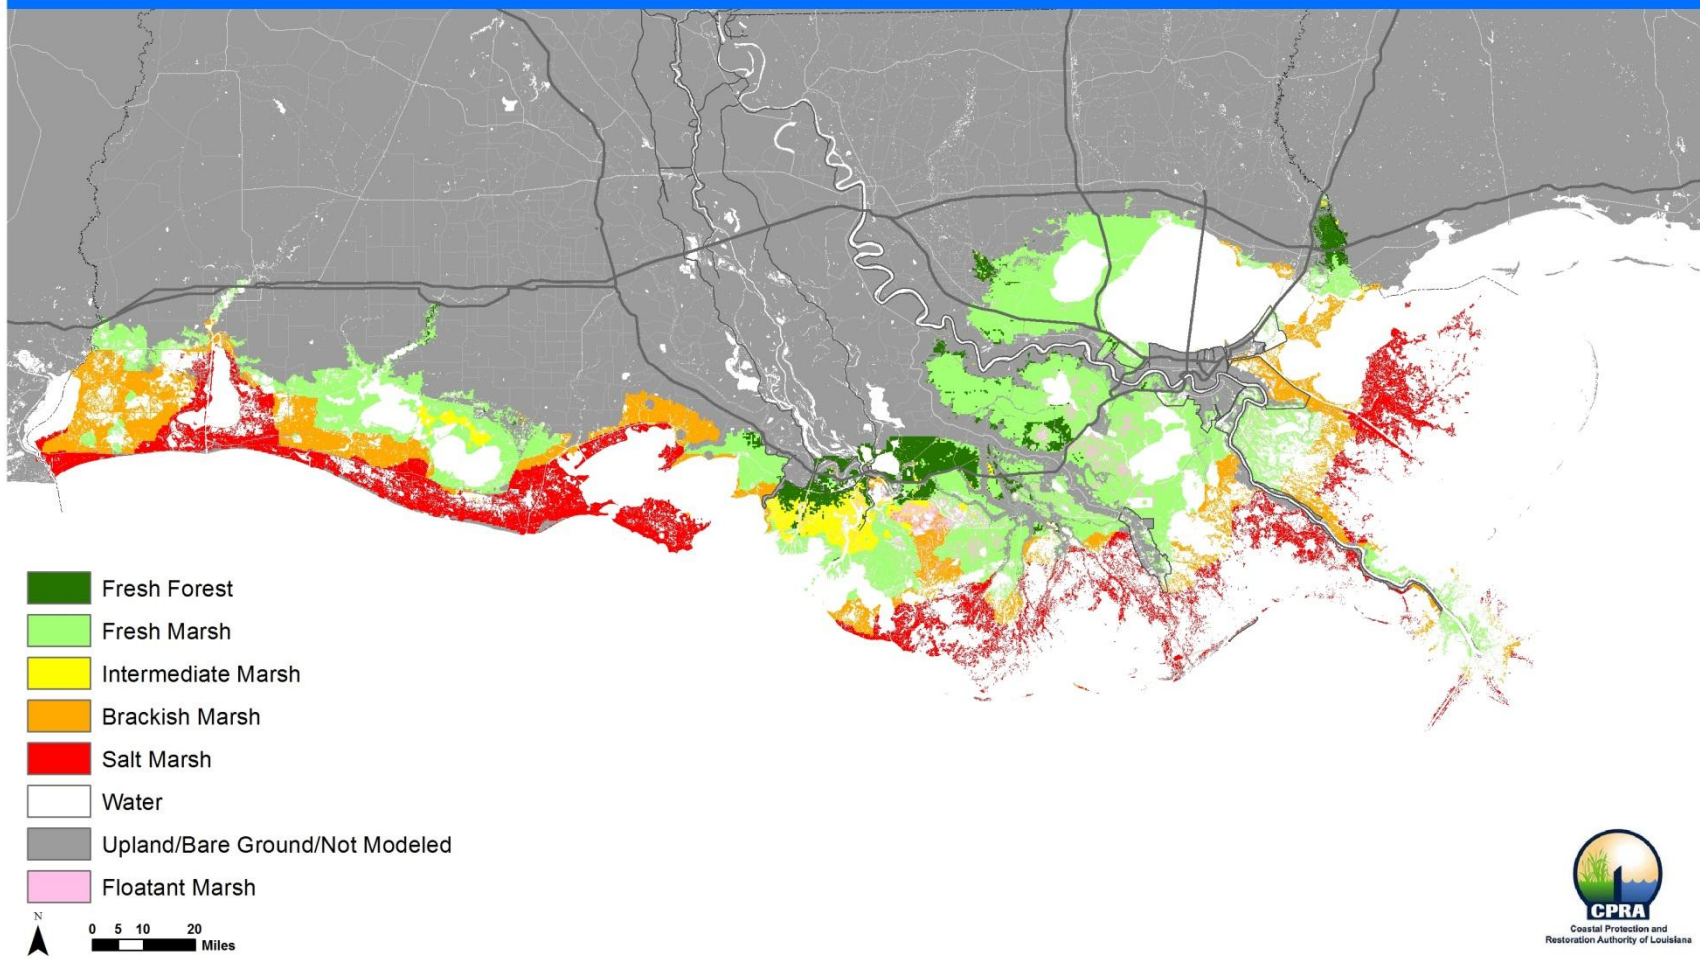 Fresh Forest
Fresh Marsh
Intermediate Marsh
Brackish Marsh
Salt Marsh
Water
Upland/Bare Ground/Not Modeled
Floatant Marsh
N
0 5 10 20
Miles
CPRA
Coastal Protection and
Restoration Authority of Louisiana